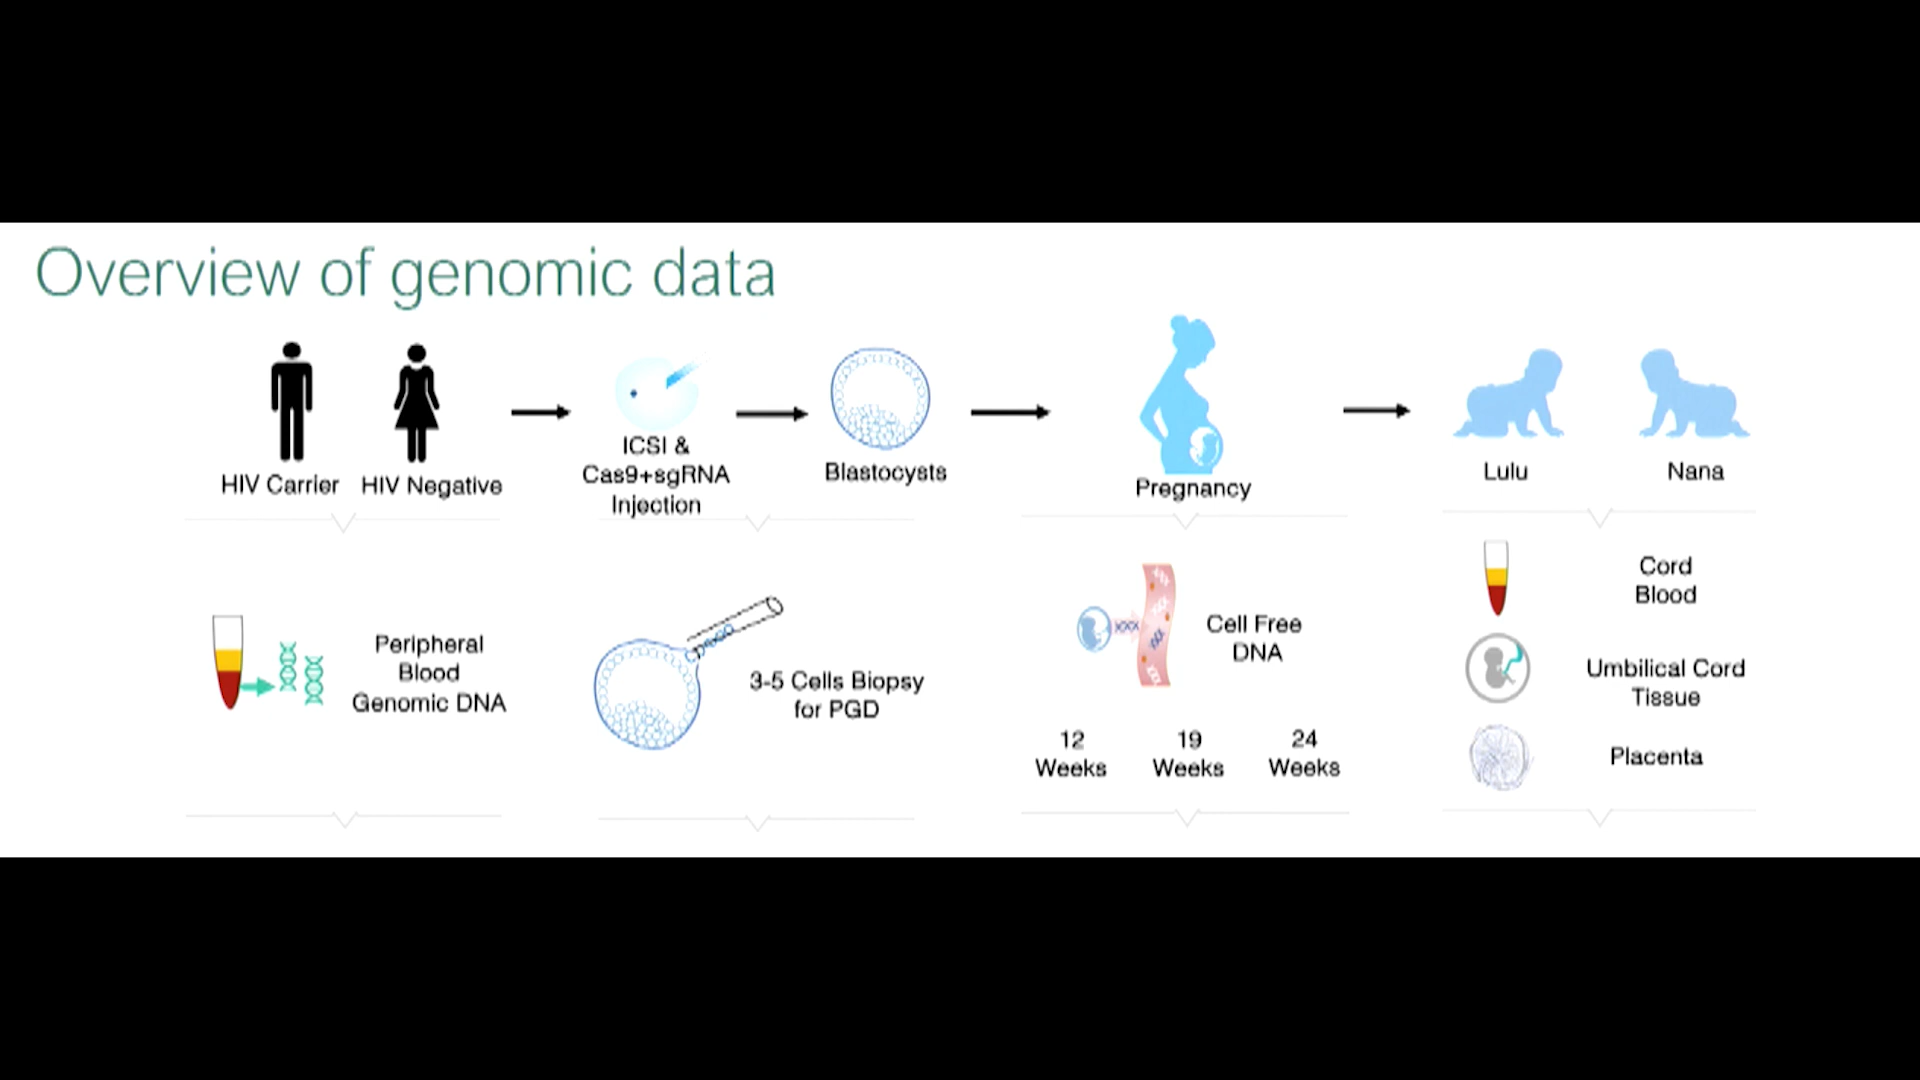 Overview of genomic data
HIV Carrier
HIV Negative
ICSI &
Cas9+sgRNA
Injection
Blastocysts
Pregnancy
Lulu
Nana
Peripheral
Blood
Genomic DNA
3-5 Cells Biopsy
for PGD
Cell Free
DNA
12
Weeks
19
Weeks
24
Weeks
Cord
Blood
Umbilical Cord
Tissue
Placenta